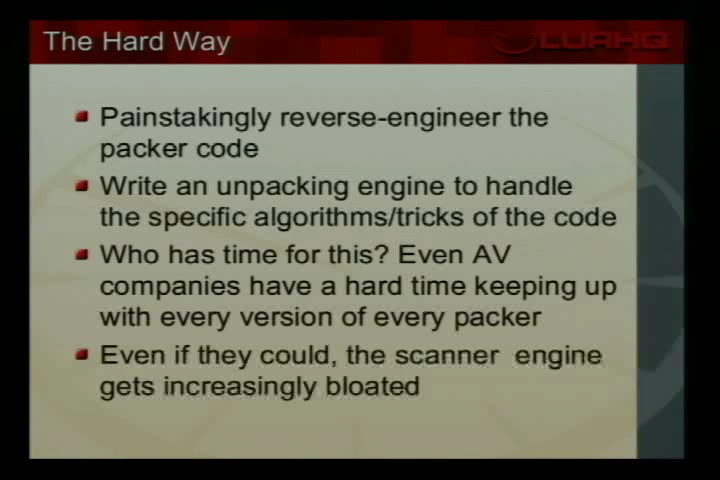 The Hard Way
LURHQ
Painstakingly reverse-engineer the
packer code
Write an unpacking engine to handle
the specific algorithms/tricks of the code
Who has time for this? Even AV
companies have a hard time keeping up
with every version of every packer
Even if they could, the scanner engine
gets increasingly bloated